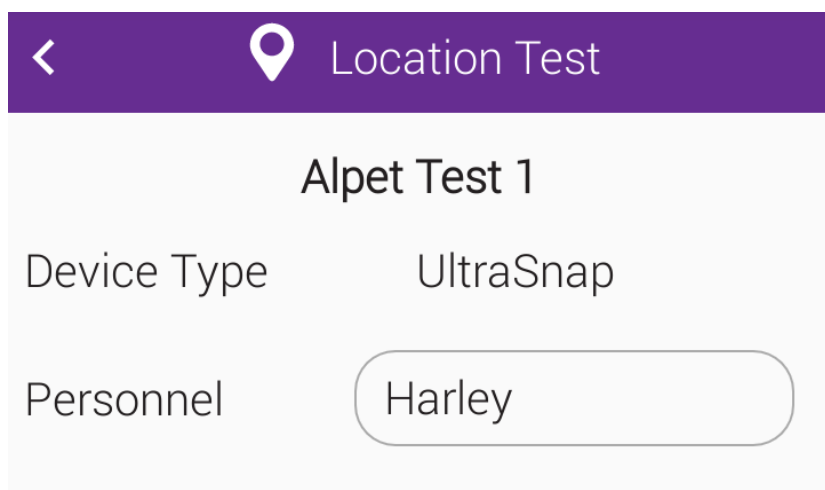 Location Test
Alpet Test 1
Device Type UltraSnap
Personnel Harley